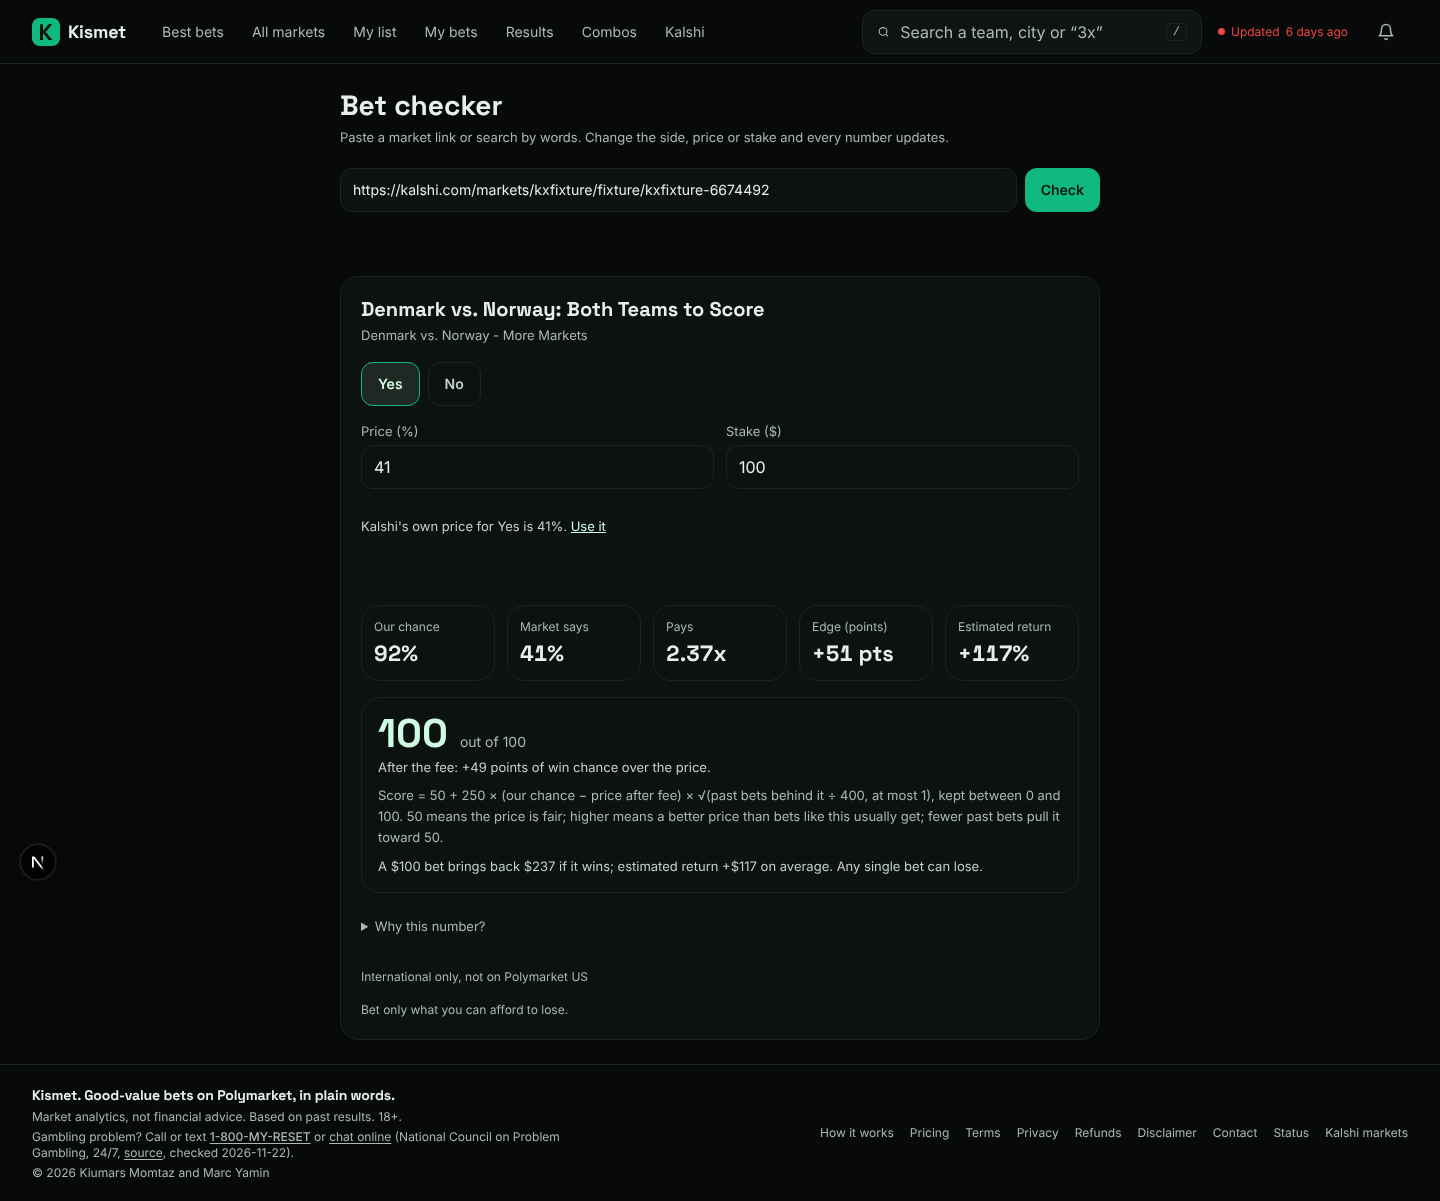 K Kismet Best bets All markets My list My bets Results Combos Kalshi Search a team, city or “3x” / Updated 6 days ago
Bet checker
Paste a market link or search by words. Change the side, price or stake and every number updates.
https://kalshi.com/markets/kxfixture/fixture/kxfixture-6674492 Check
Denmark vs. Norway: Both Teams to Score
Denmark vs. Norway - More Markets
Yes No
Price (%) Stake ($)
41 100
Kalshi's own price for Yes is 41%. Use it
Our chance Market says Pays Edge (points) Estimated return
92% 41% 2.37x +51 pts +117%
100 out of 100
After the fee: +49 points of win chance over the price.
Score = 50 + 250 × (our chance − price after fee) × √(past bets behind it ÷ 400, at most 1), kept between 0 and
100. 50 means the price is fair; higher means a better price than bets like this usually get; fewer past bets pull it
toward 50.
A $100 bet brings back $237 if it wins; estimated return +$117 on average. Any single bet can lose.
▶ Why this number?
International only, not on Polymarket US
Bet only what you can afford to lose.
N
Kismet. Good-value bets on Polymarket, in plain words.
Market analytics, not financial advice. Based on past results. 18+.
Gambling problem? Call or text 1-800-MY-RESET or chat online (National Council on Problem
Gambling, 24/7, source, checked 2026-11-22).
© 2026 Kiumars Momtaz and Marc Yamin
How it works Pricing Terms Privacy Refunds Disclaimer Contact Status Kalshi markets